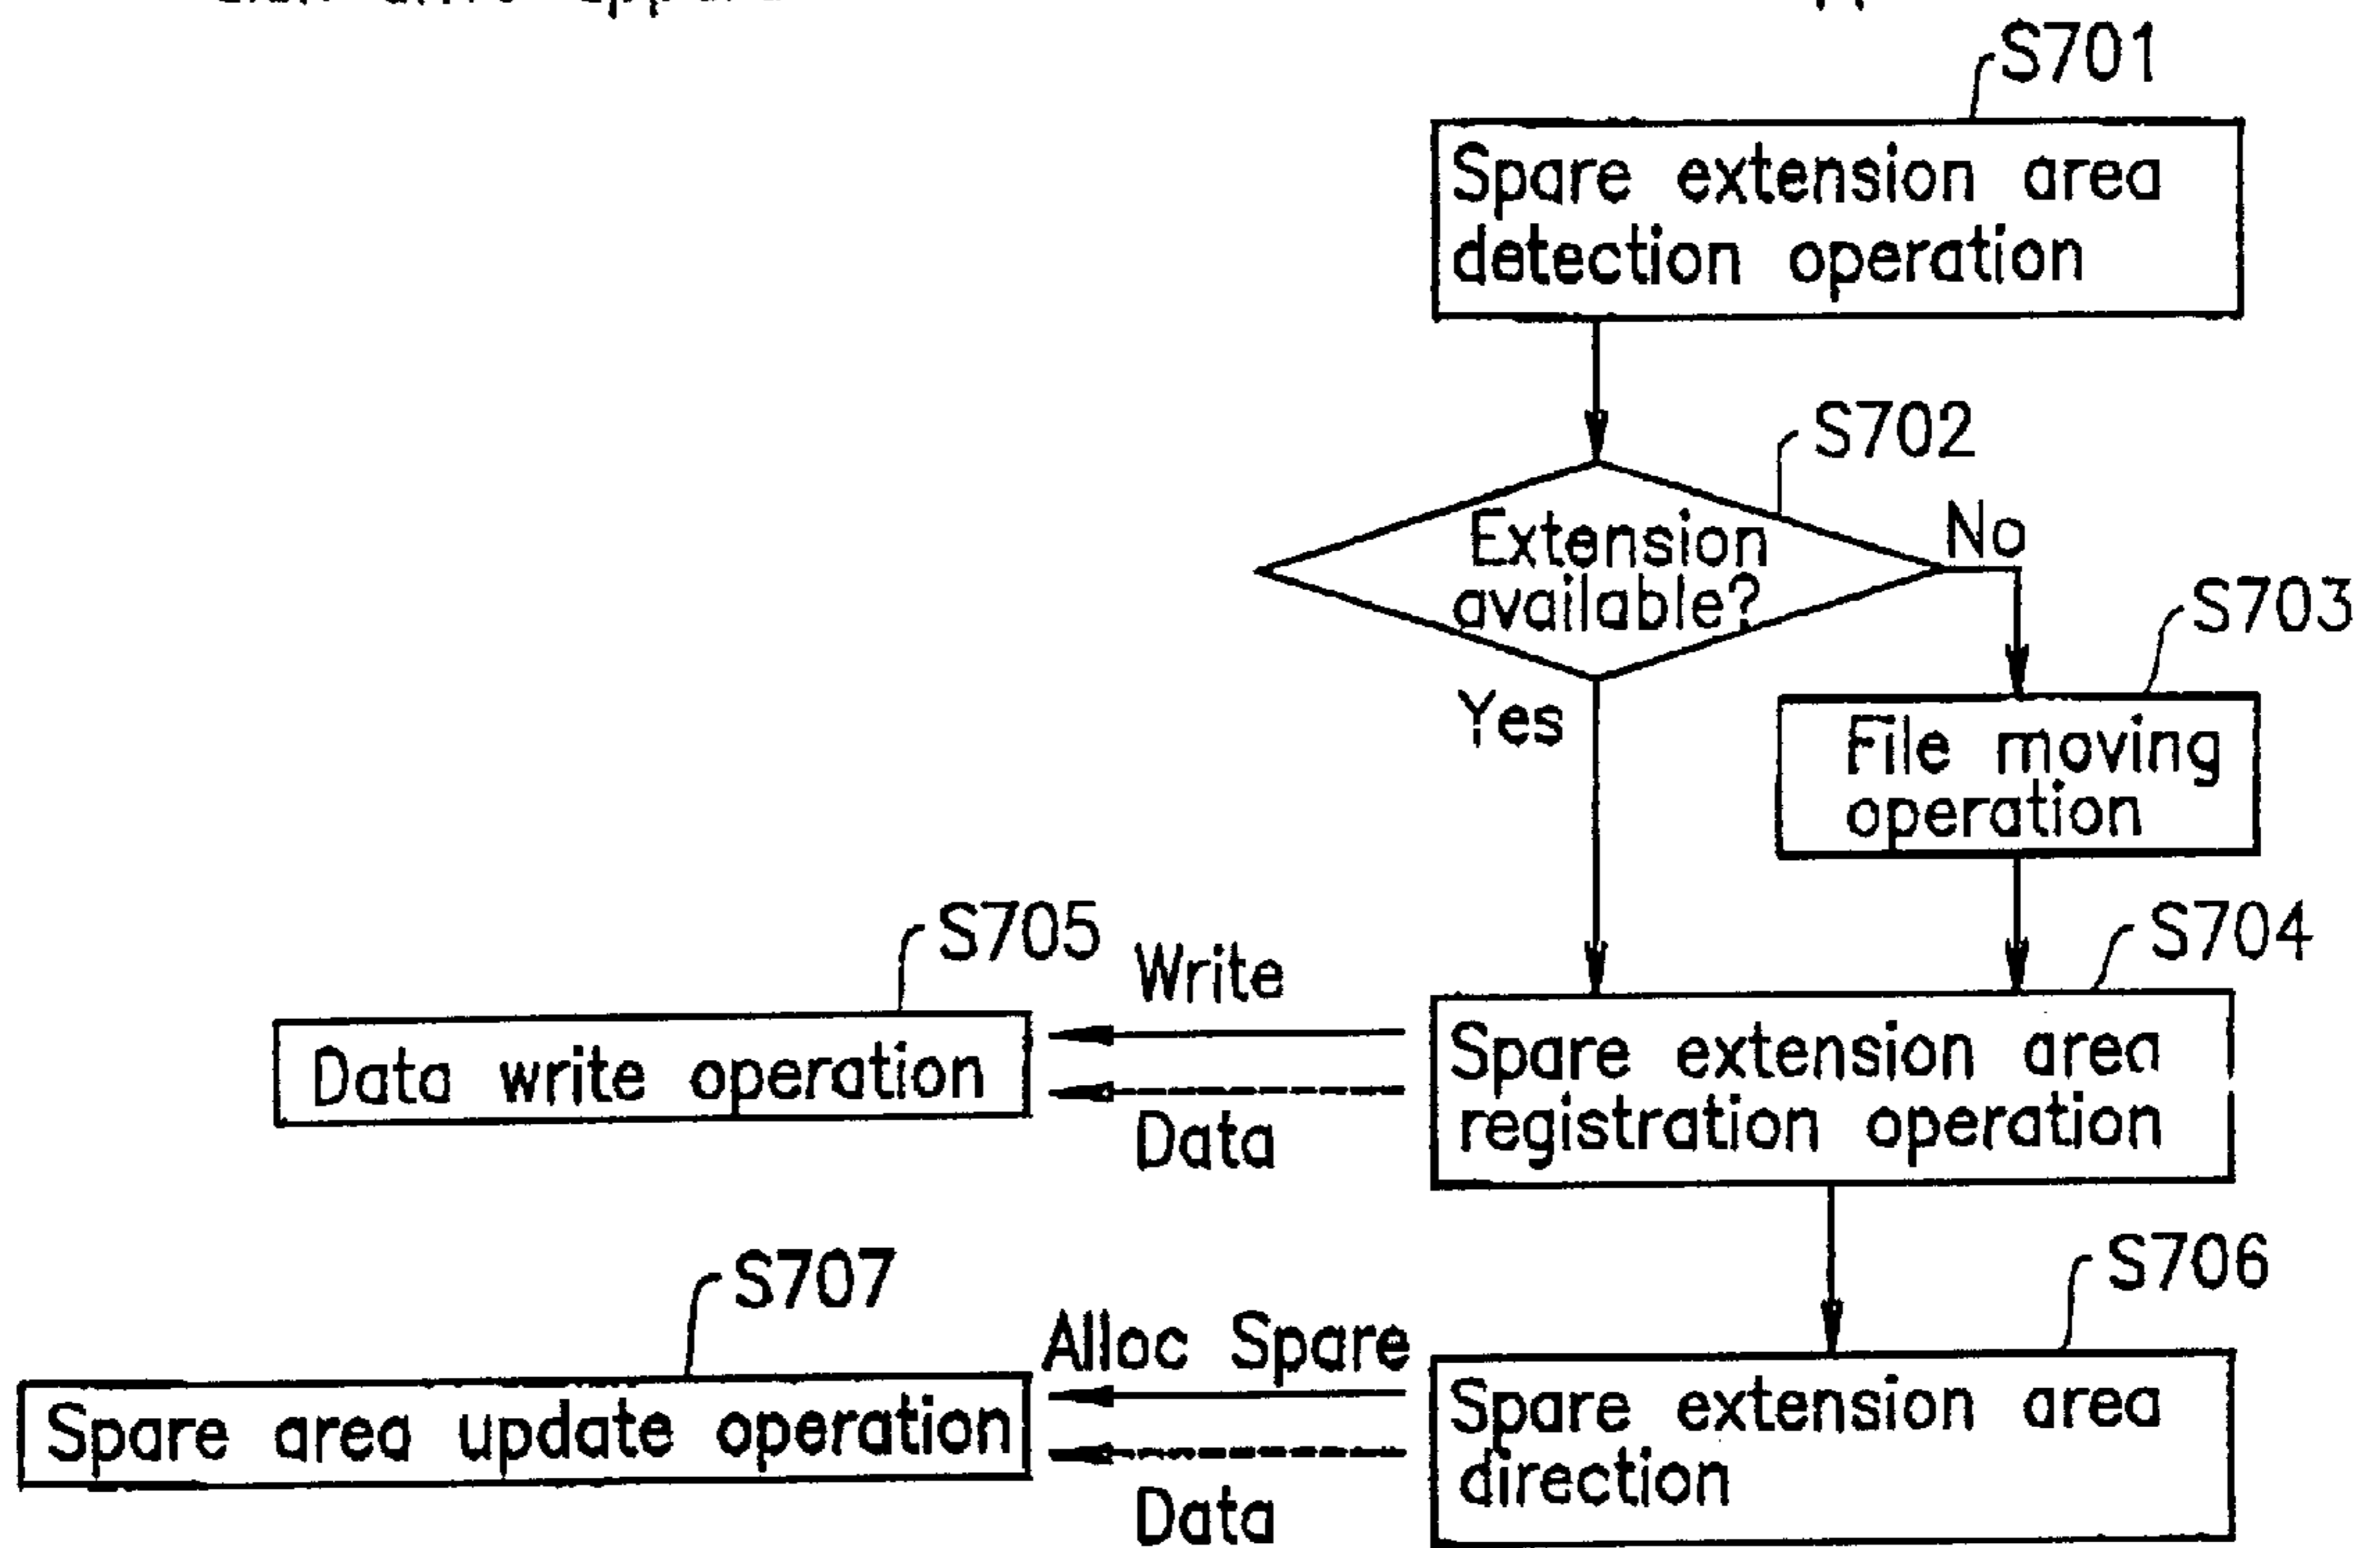 S701
Spare extension area
detection operation
S702
Extension
available?
No
Yes
S703
File moving
operation
S704
Spare extension area
registration operation
Write
Data
S705
Data write operation
S706
Spare extension area
direction
Alloc Spare
Data
S707
Spare area update operation